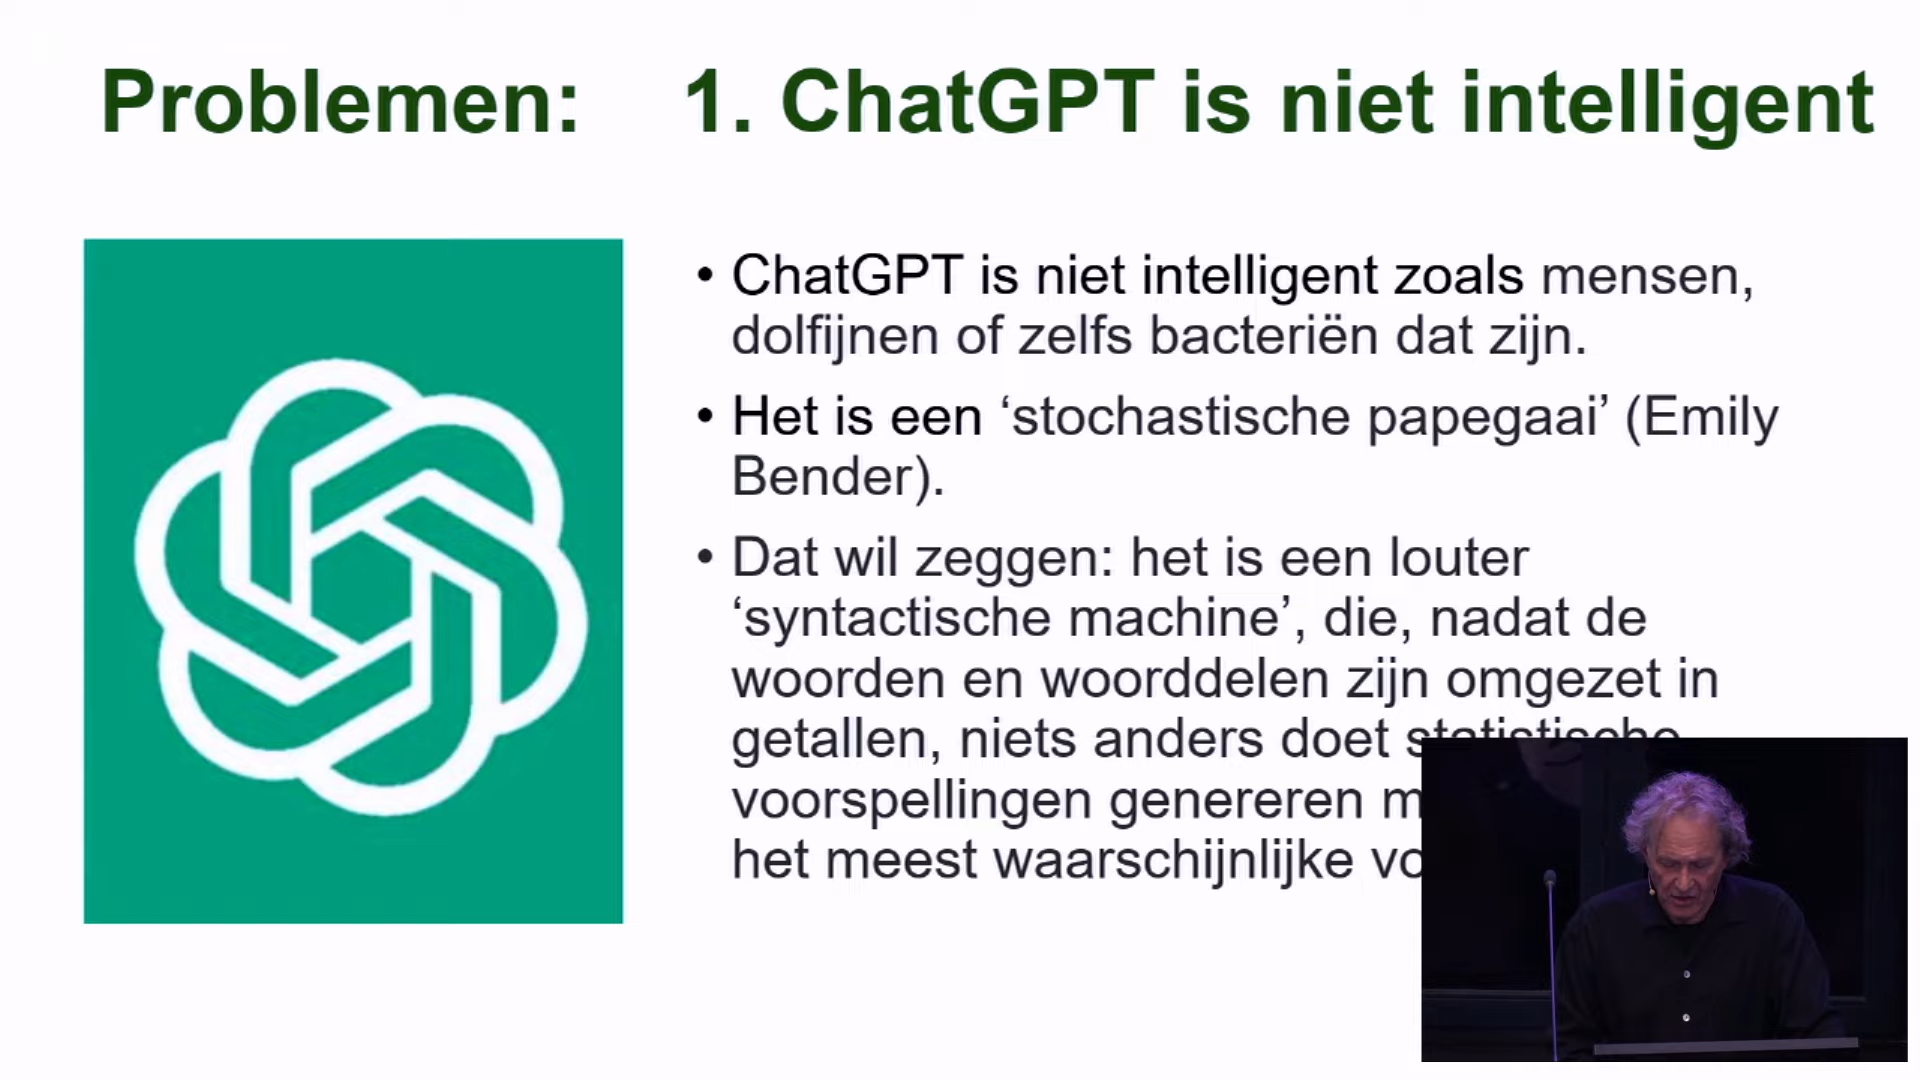 Problemen: 1. ChatGPT is niet intelligent
• ChatGPT is niet intelligent zoals mensen,
dolfijnen of zelfs bacteriën dat zijn.
• Het is een ‘stochastische papegaai’ (Emily
Bender).
• Dat wil zeggen: het is een louter
‘syntactische machine’, die, nadat de
woorden en woorddelen zijn omgezet in
getallen, niets anders doet statistische
voorspellingen genereren
het meest waarschijnlijke